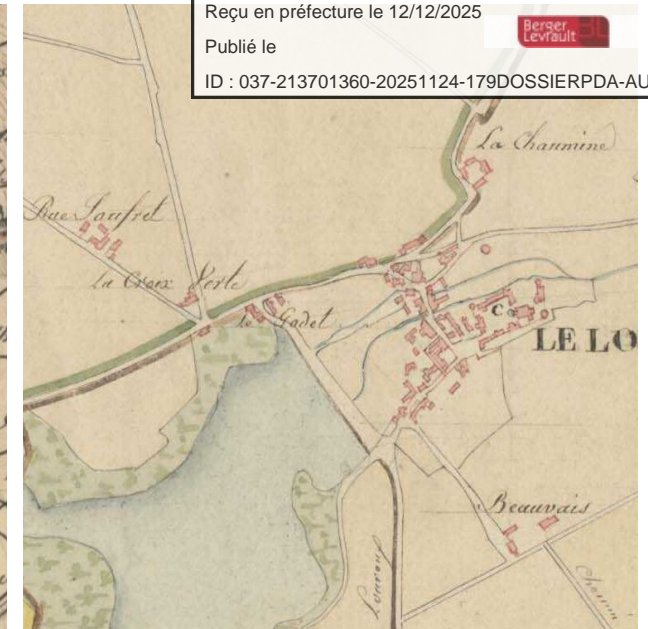 Reçu en préfecture le 12/12/2025
Publié le
Berger
Levrault
ID : 037-213701360-20251124-179DOSSIERPDA-AU
La Chaumine
Rue Jaufret
La Croix Verte
Le Gadet
C
LE LO
Beauvais
Chemin